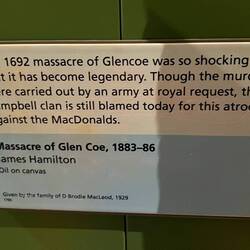 1692 massacre of Glencoe was so shocking
t it has become legendary. Though the murd
re carried out by an army at royal request, th
mpbell clan is still blamed today for this atroc
gainst the MacDonalds.
Massacre of Glen Coe, 1883–86
ames Hamilton
Oil on canvas
Given by the family of D Brodie MacLeod, 1929